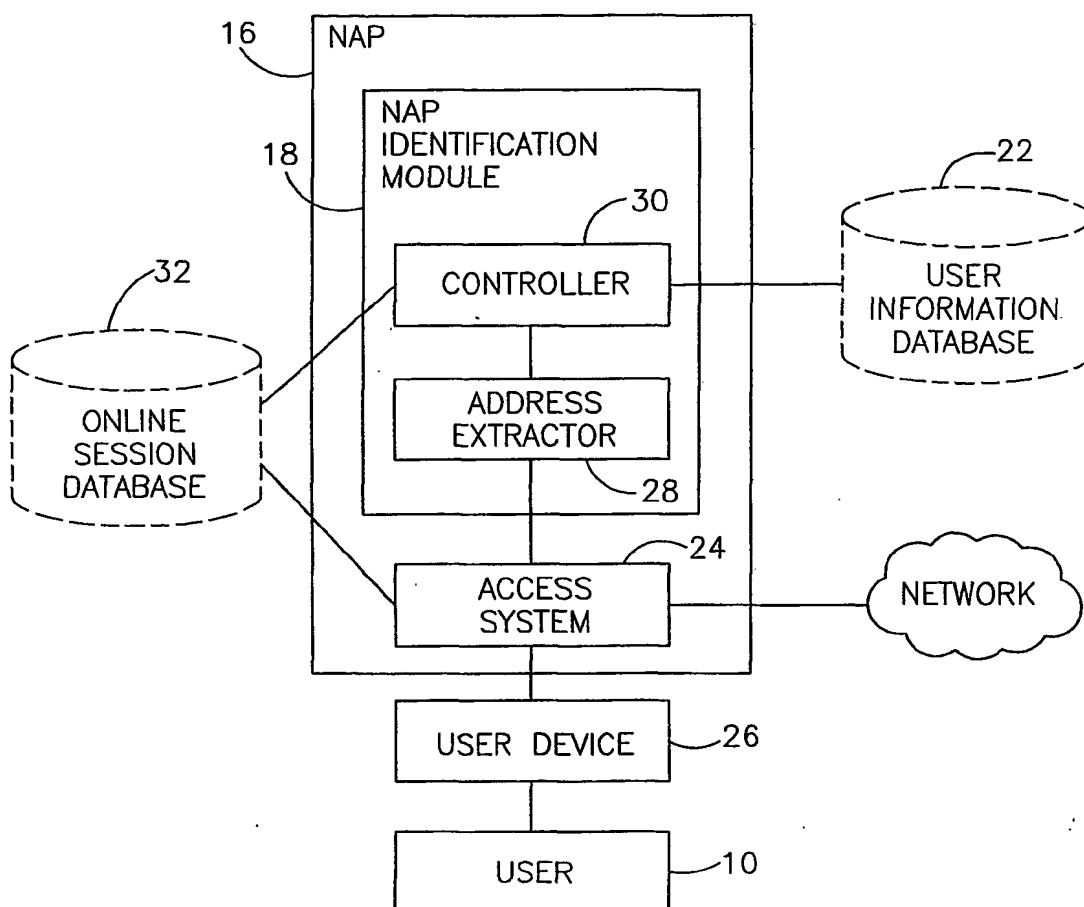 16
NAP
NAP
IDENTIFICATION
MODULE
18
22
30
CONTROLLER
USER
INFORMATION
DATABASE
32
ONLINE
SESSION
DATABASE
ADDRESS
EXTRACTOR
28
24
ACCESS
SYSTEM
NETWORK
USER DEVICE
26
USER
10